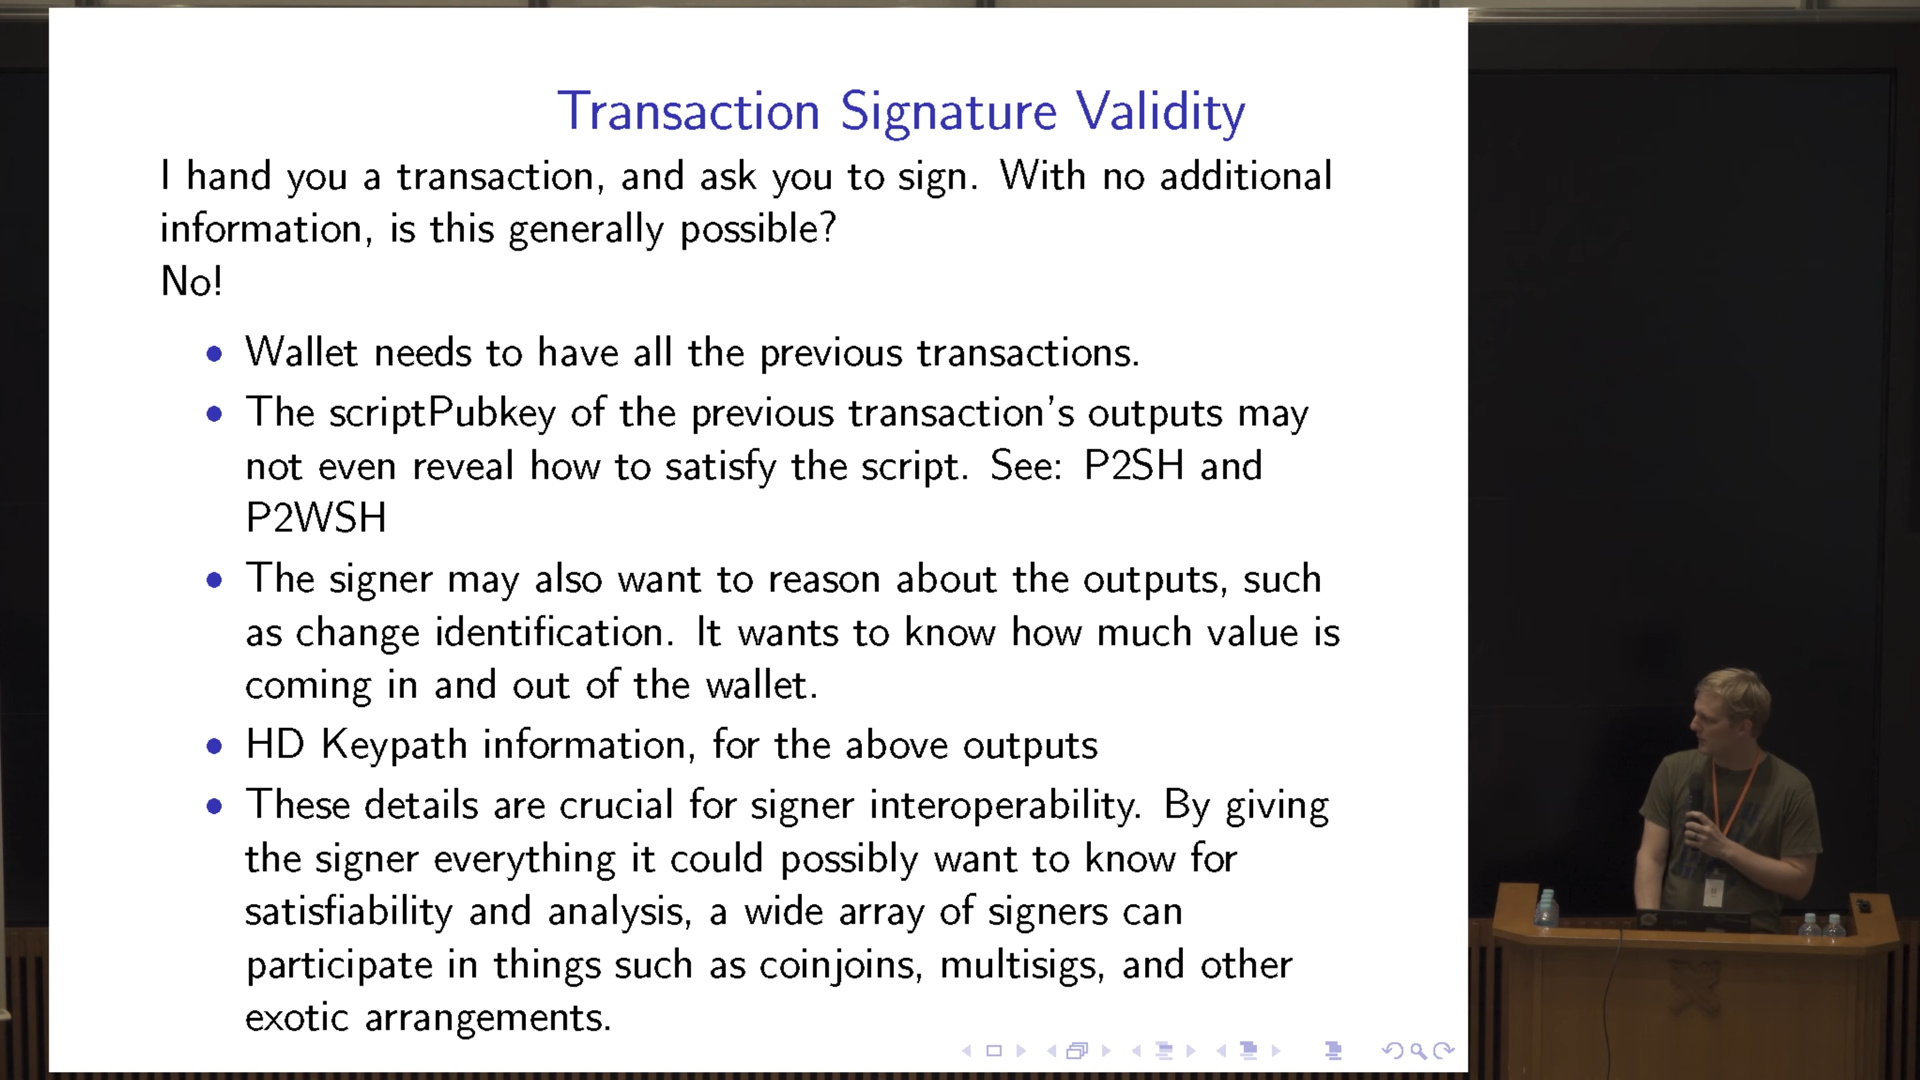 Transaction Signature Validity
I hand you a transaction, and ask you to sign. With no additional
information, is this generally possible?
No!
• Wallet needs to have all the previous transactions.
• The scriptPubkey of the previous transaction's outputs may
not even reveal how to satisfy the script. See: P2SH and
P2WSH
• The signer may also want to reason about the outputs, such
as change identification. It wants to know how much value is
coming in and out of the wallet.
• HD Keypath information, for the above outputs
• These details are crucial for signer interoperability. By giving
the signer everything it could possibly want to know for
satisfiability and analysis, a wide array of signers can
participate in things such as coinjoins, multisigs, and other
exotic arrangements.